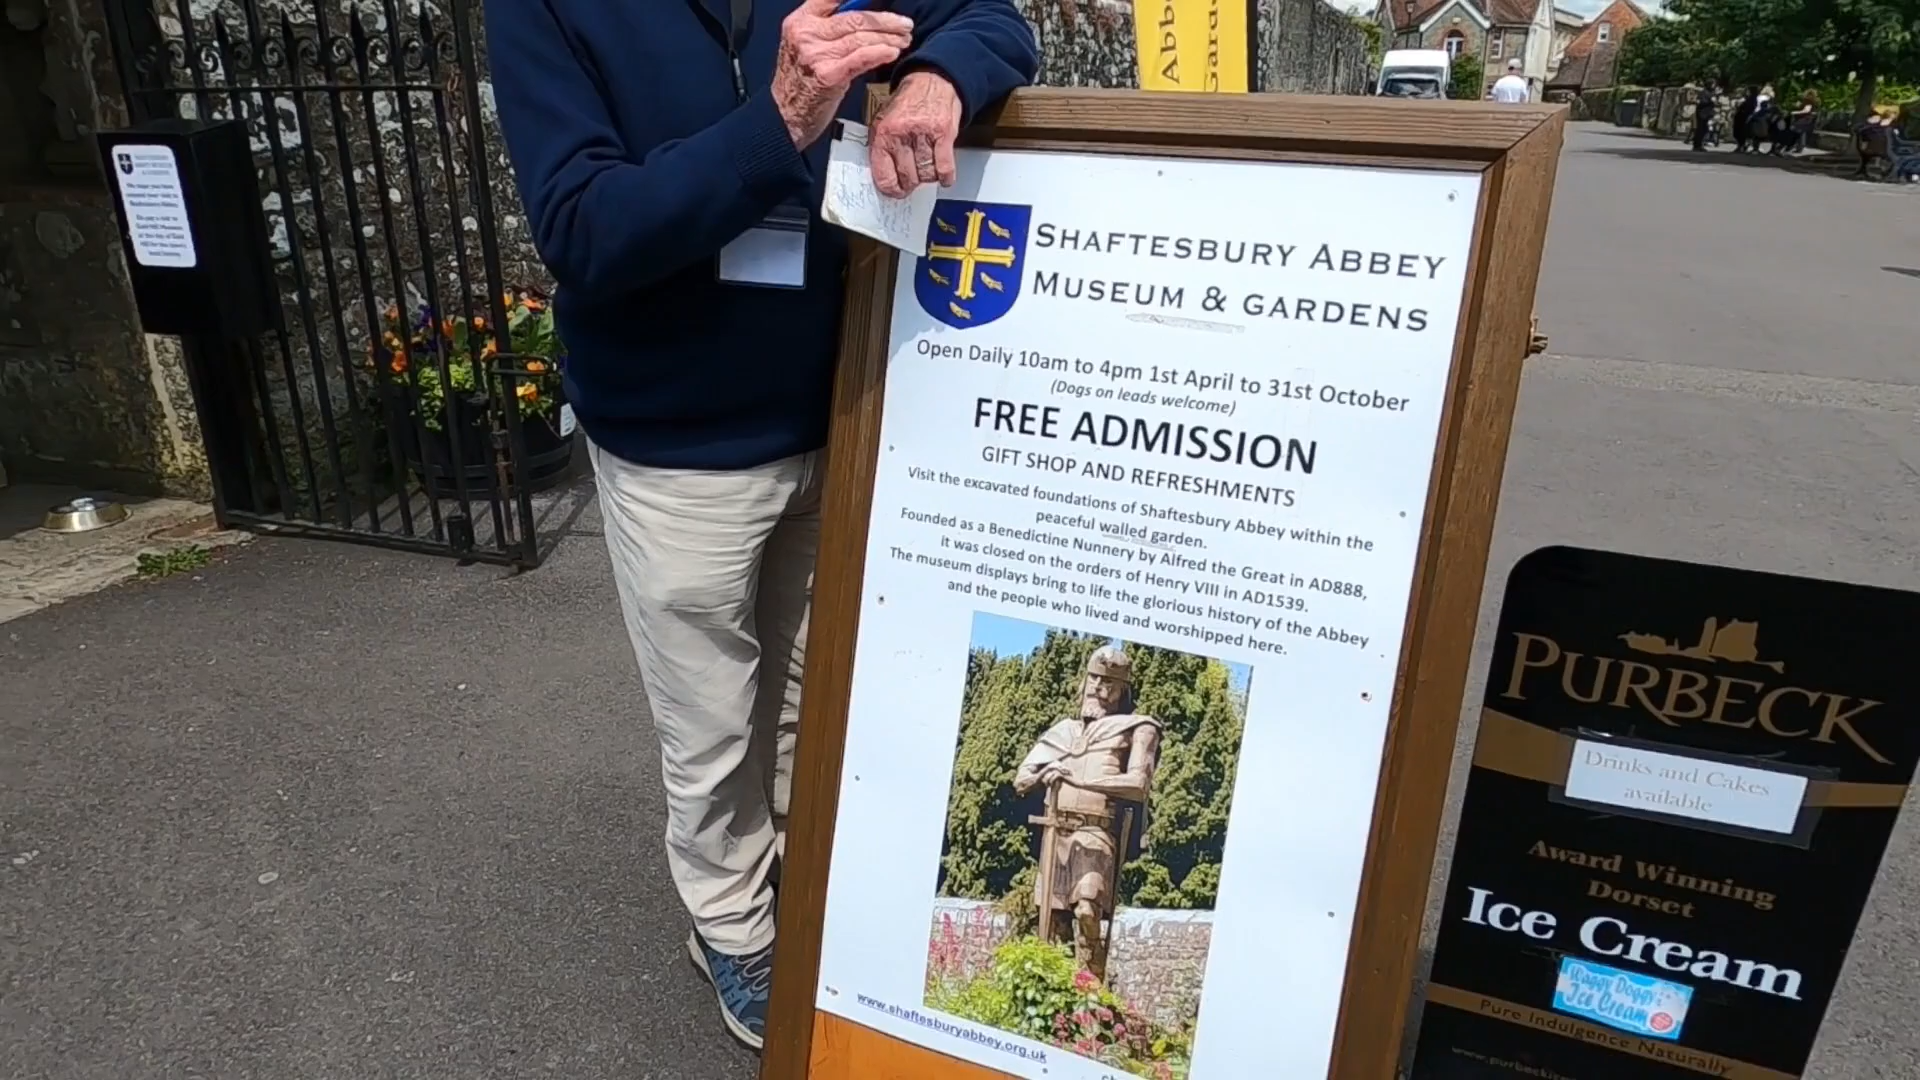 SHAFTESBURY ABBEY
MUSEUM & GARDENS
Open Daily 10am to 4pm 1st April to 31st October
(Dogs on leads welcome)
FREE ADMISSION
GIFT SHOP AND REFRESHMENTS
Visit the excavated foundations of Shaftesbury Abbey within the
peaceful walled garden.
Founded as a Benedictine Nunnery by Alfred the Great in AD888,
it was closed on the orders of Henry VIII in AD1539.
The museum displays bring to life the glorious history of the Abbey
and the people who lived and worshipped here.
www.shaftesburyabbey.org.uk
PURBECK
Drinks and Cakes
available
Award Winning
Dorset
Ice Cream
Waggy Doggy
Ice Cream
Pure Indulgence Naturally